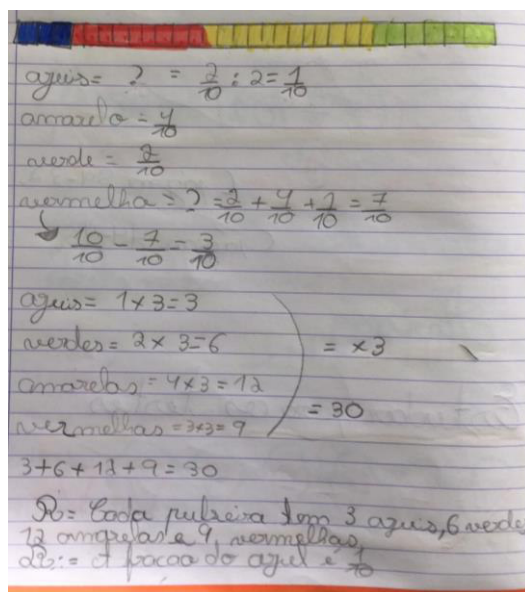 azuis = ? = 2/10 : 2 = 1/10
amarelo = 4/10
verde = 2/10
vermelha = ? = 2/10 + 4/10 + 1/10 = 7/10
10/10 - 7/10 = 3/10
azuis = 1 x 3 = 3
verdes = 2 x 3 = 6
= x3
amarelas = 4 x 3 = 12
= 30
vermelhas = 3 x 3 = 9
3 + 6 + 12 + 9 = 30
R = Cada pulseira tem 3 azuis, 6 verde
12 amarelas e 9 vermelhas
R: = A fração do azul é 1/10